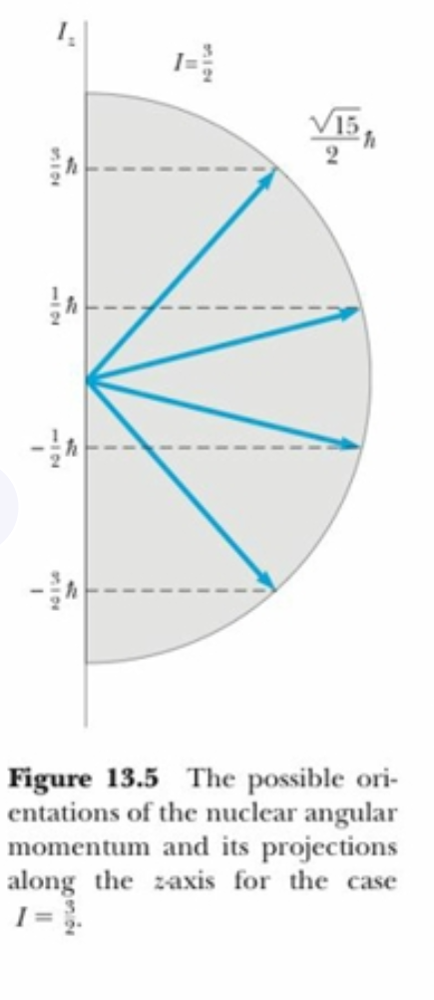 I_z
I=3/2
√15/2 ħ
3/2 ħ
1/2 ħ
− 1/2 ħ
− 3/2 ħ
Figure 13.5 The possible ori-
entations of the nuclear angular
momentum and its projections
along the z-axis for the case
I = 3/2.